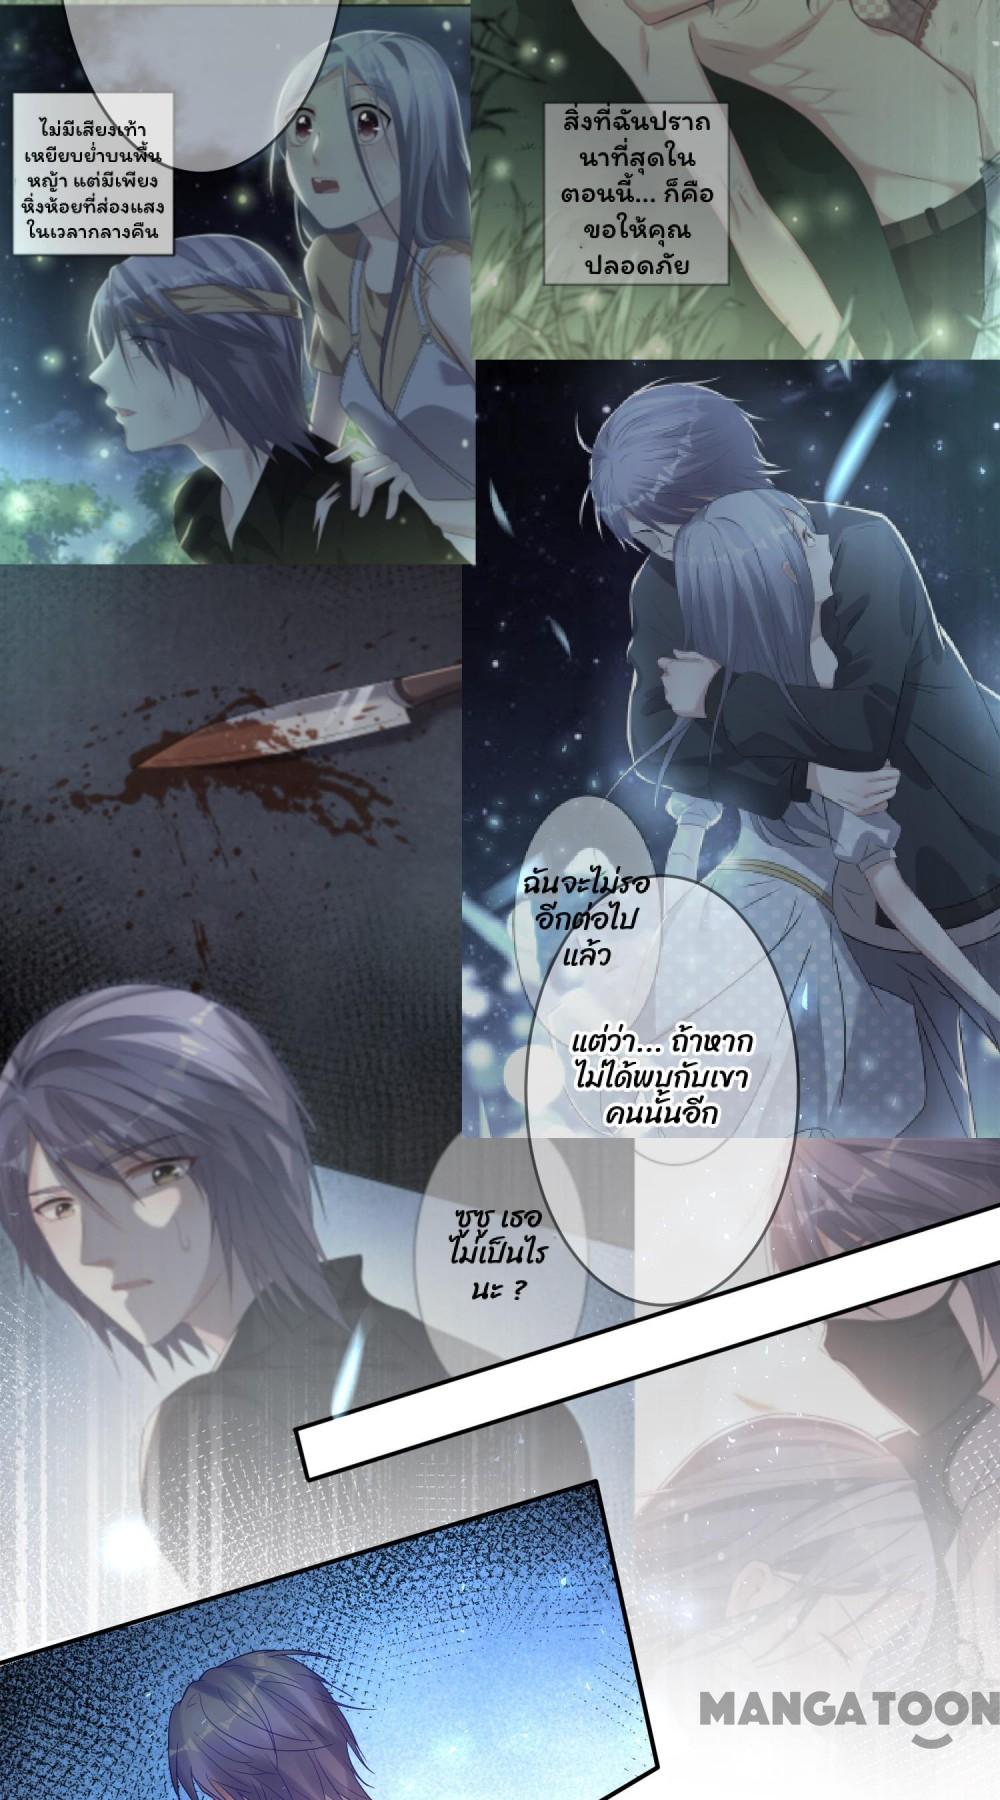 ไม่มีเสียงเท้า
เหยียบย่ำบนพื้น
หญ้า แต่มีเพียง
หิ่งห้อยที่ส่องแสง
ในเวลากลางคืน
สิ่งที่ฉันปรารถ
นาที่สุดใน
ตอนนี้... ก็คือ
ขอให้คุณ
ปลอดภัย
ฉันจะไม่รอ
อีกต่อไป
แล้ว
แต่ว่า... ถ้าหาก
ไม่ได้พบกับเขา
คนนั้นอีก
ซูซู เธอ
ไม่เป็นไร
นะ ?
MANGATOON